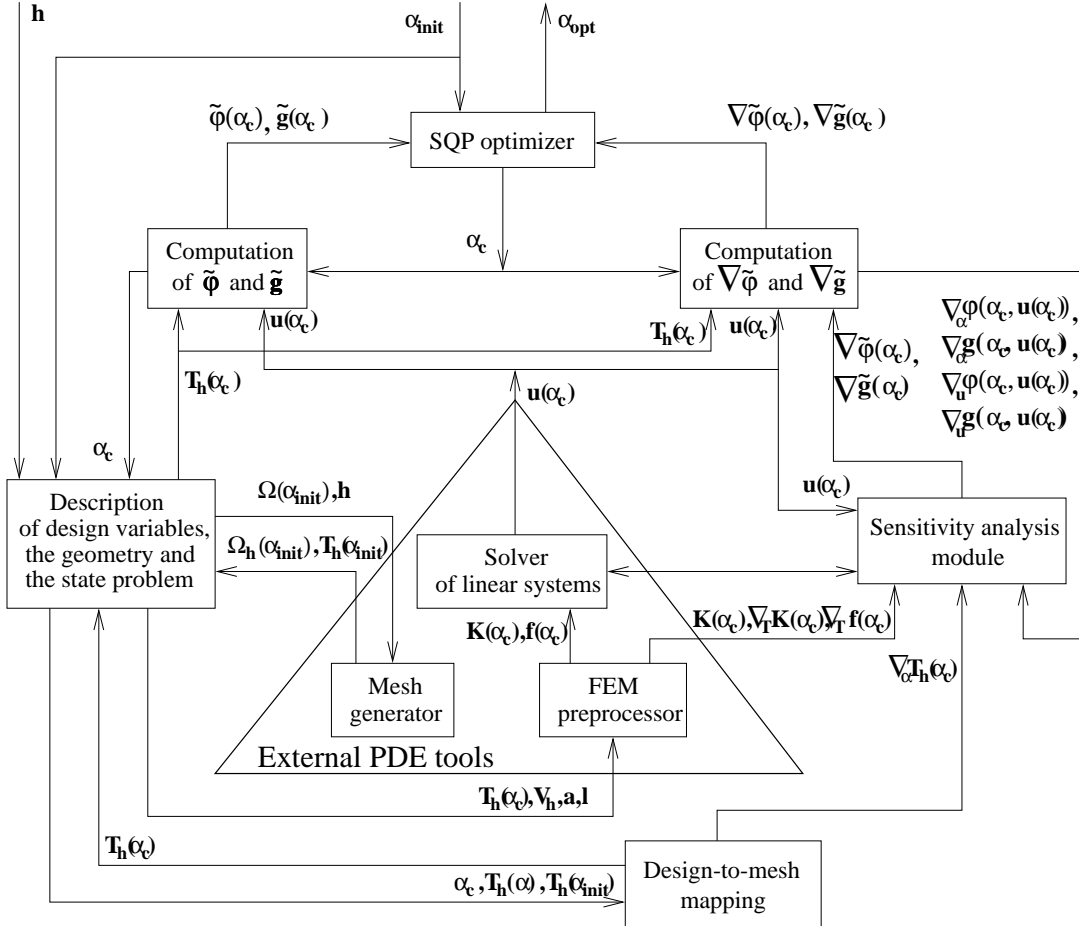 h
α_init
α_opt
φ̃(α_c), g̃(α_c)
∇φ̃(α_c), ∇g̃(α_c)
SQP optimizer
α_c
Computation
of φ̃ and g̃
Computation
of ∇φ̃ and ∇g̃
u(α_c)
T_h(α_c)
u(α_c)
∇_αφ(α_c, u(α_c)),
∇_αg(α_c, u(α_c)),
∇_uφ(α_c, u(α_c)),
∇_ug(α_c, u(α_c))
∇φ̃(α_c),
∇g̃(α_c)
T_h(α_c)
u(α_c)
α_c
u(α_c)
Description
of design variables,
the geometry and
the state problem
Ω(α_init),h
Ω_h(α_init),T_h(α_init)
Solver
of linear systems
Sensitivity analysis
module
K(α_c),f(α_c)
K(α_c),∇_TK(α_c),∇_Tf(α_c)
∇_αT_h(α_c)
Mesh
generator
FEM
preprocessor
External PDE tools
T_h(α_c),V_h,a,l
T_h(α_c)
α_c,T_h(α),T_h(α_init)
Design-to-mesh
mapping